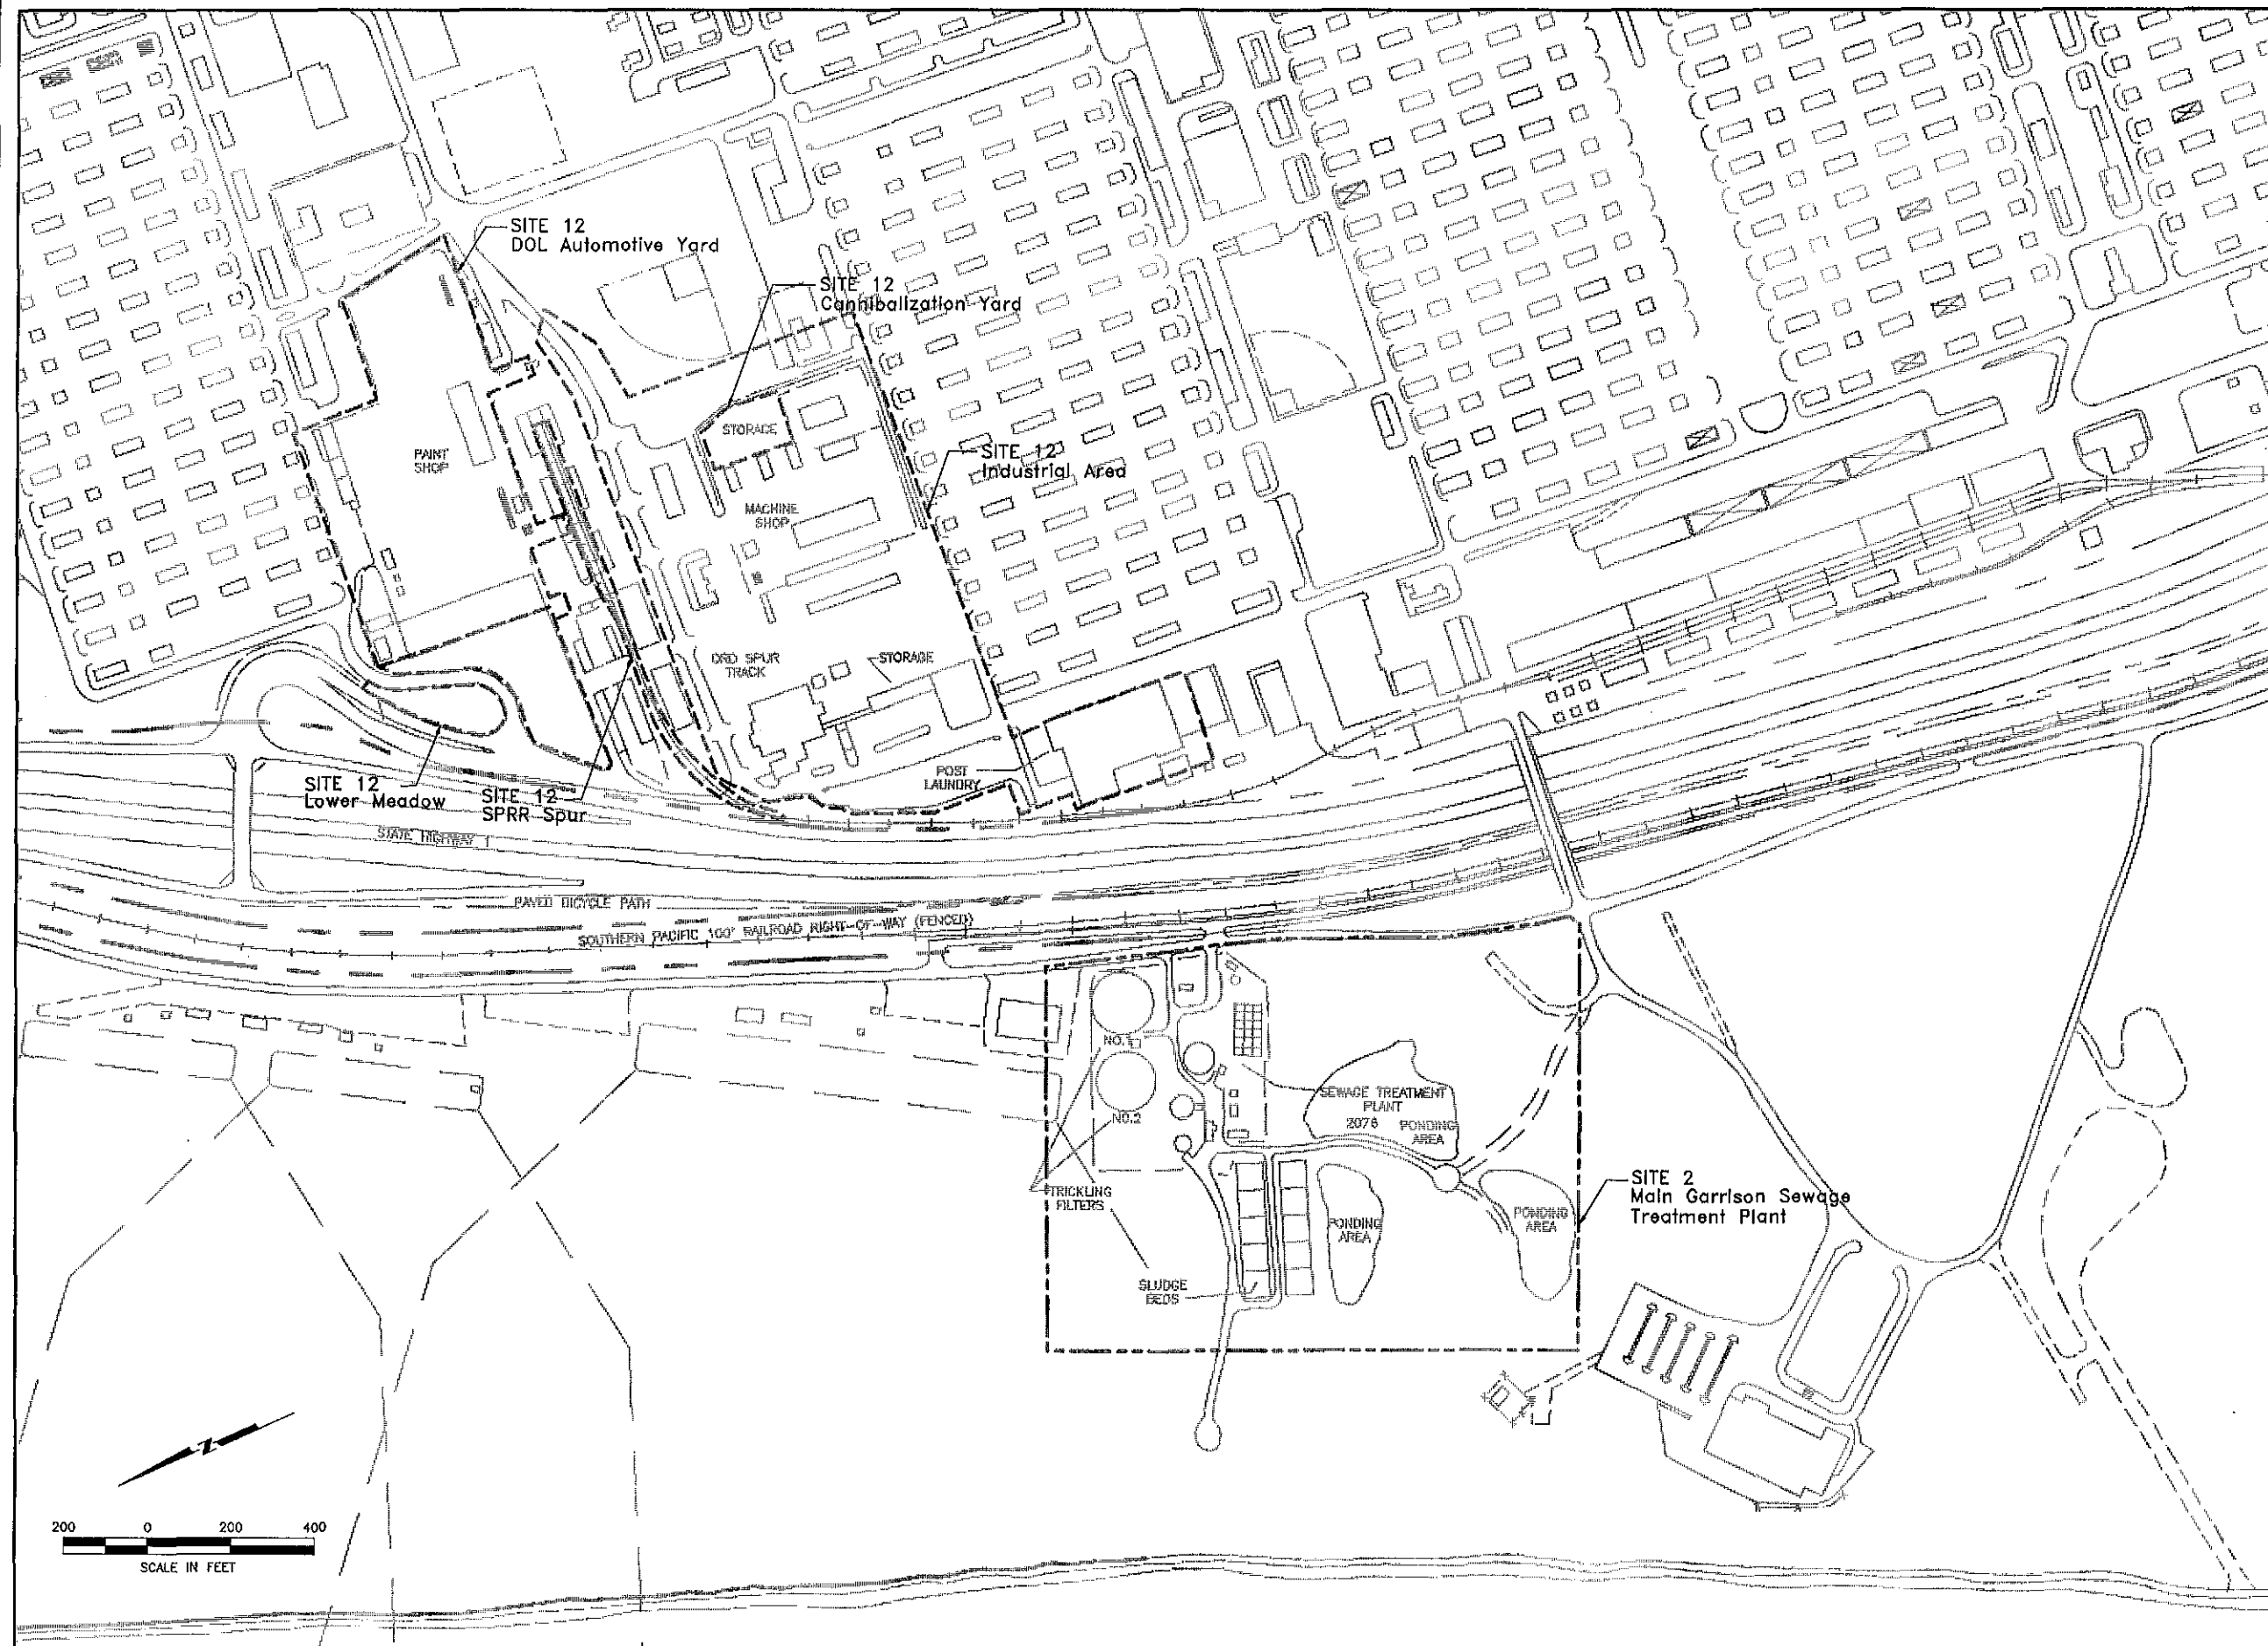 SITE 12
DOL Automotive Yard
SITE 12
Cannibalization Yard
STORAGE
PAINT
SHOP
SITE 12
Industrial Area
MACHINE
SHOP
ORD SPUR
TRACK
STORAGE
POST
LAUNDRY
SITE 12
Lower Meadow
SITE 12
SPRR Spur
STATE HIGHWAY 1
PAVED BICYCLE PATH
SOUTHERN PACIFIC 100' RAILROAD RIGHT-OF-WAY (FENCED)
NO.1
NO.2
SEWAGE TREATMENT
PLANT
2076
PONDING
AREA
TRICKLING
FILTERS
PONDING
AREA
PONDING
AREA
SITE 2
Main Garrison Sewage
Treatment Plant
SLUDGE
BEDS
Z
200 0 200 400
SCALE IN FEET